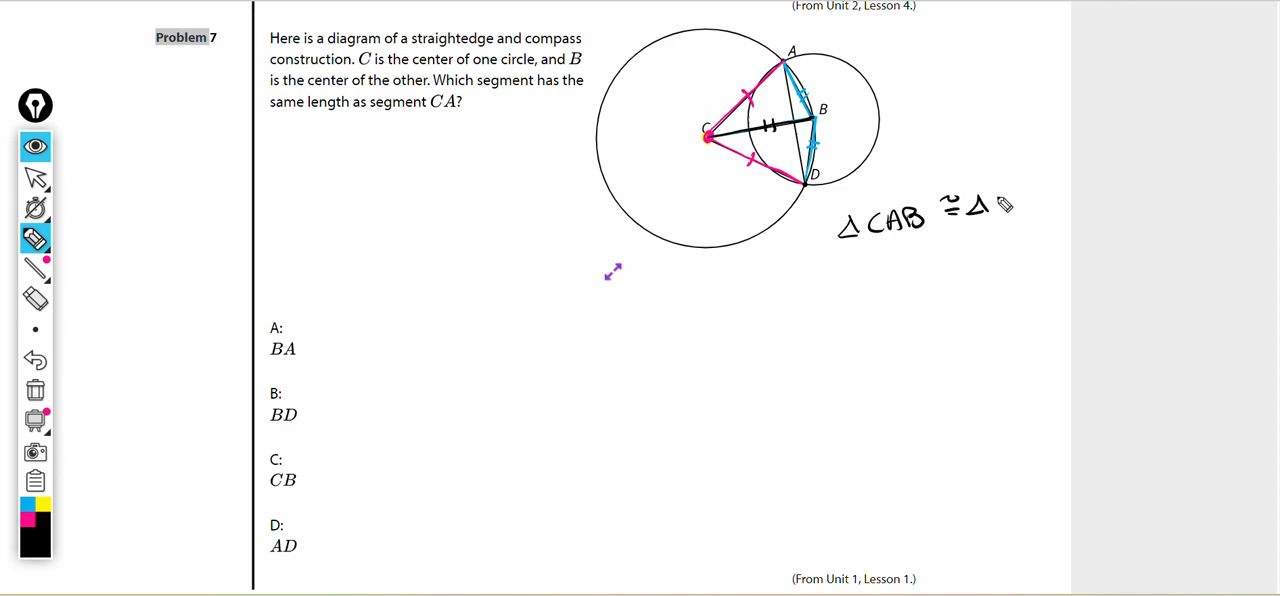 (From Unit 2, Lesson 4.)
Problem 7
Here is a diagram of a straightedge and compass
construction. C is the center of one circle, and B
is the center of the other. Which segment has the
same length as segment CA?
A
B
C
D
△CAB ≅ △
A:
BA
B:
BD
C:
CB
D:
AD
(From Unit 1, Lesson 1.)